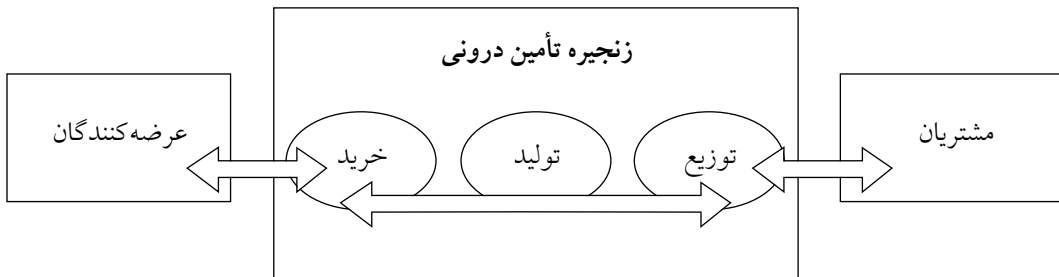 زنجیره تأمین درونی
مشتریان
توزیع
تولید
خرید
عرضه‌کنندگان